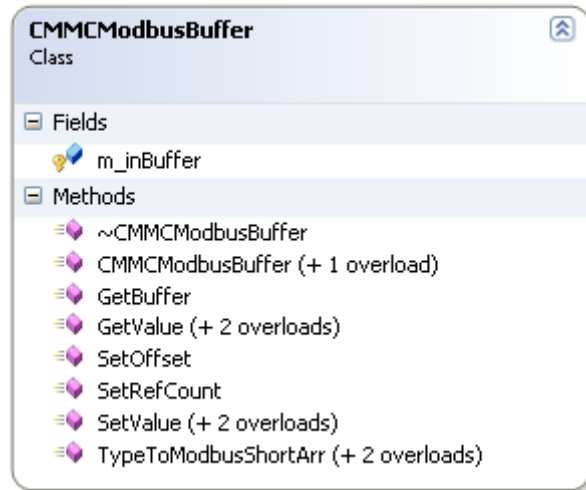 CMMCModbusBuffer
Class
Fields
m_inBuffer
Methods
~CMMCModbusBuffer
CMMCModbusBuffer (+ 1 overload)
GetBuffer
GetValue (+ 2 overloads)
SetOffset
SetRefCount
SetValue (+ 2 overloads)
TypeToModbusShortArr (+ 2 overloads)